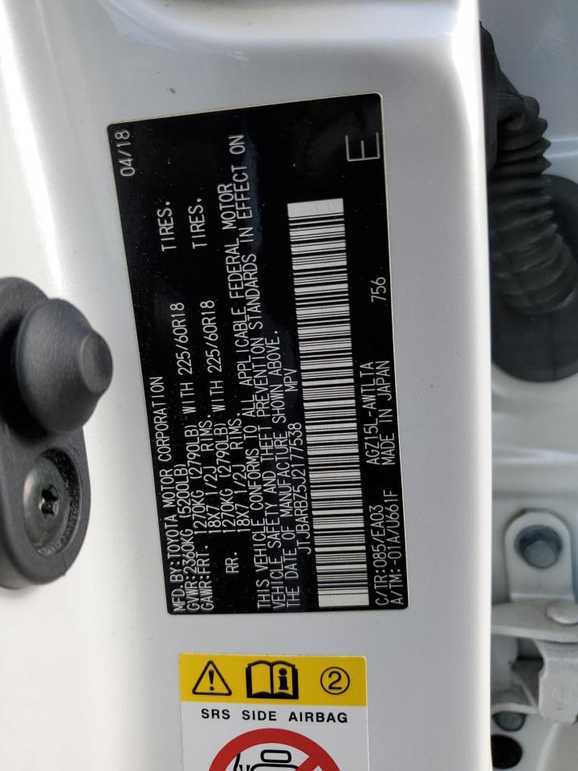 MFD.BY:TOYOTA MOTOR CORPORATION 04/18
GVWR:2360KG (5200LB)
GAWR:FRT. 1270KG (2790LB) WITH 225/60R18 TIRES.
18X7 1/2J RIMS.
RR. 1270KG (2790LB) WITH 225/60R18 TIRES.
18X7 1/2J RIMS.
THIS VEHICLE CONFORMS TO ALL APPLICABLE FEDERAL MOTOR
VEHICLE SAFETY AND THEFT PREVENTION STANDARDS IN EFFECT ON
THE DATE OF MANUFACTURE SHOWN ABOVE.
JTJBARBZ5J2177538 MPV
C/TR:085/EA03 AGZ15L-AWTLTA
A/TM:-01A/U661F MADE IN JAPAN 756
E
2
SRS SIDE AIRBAG